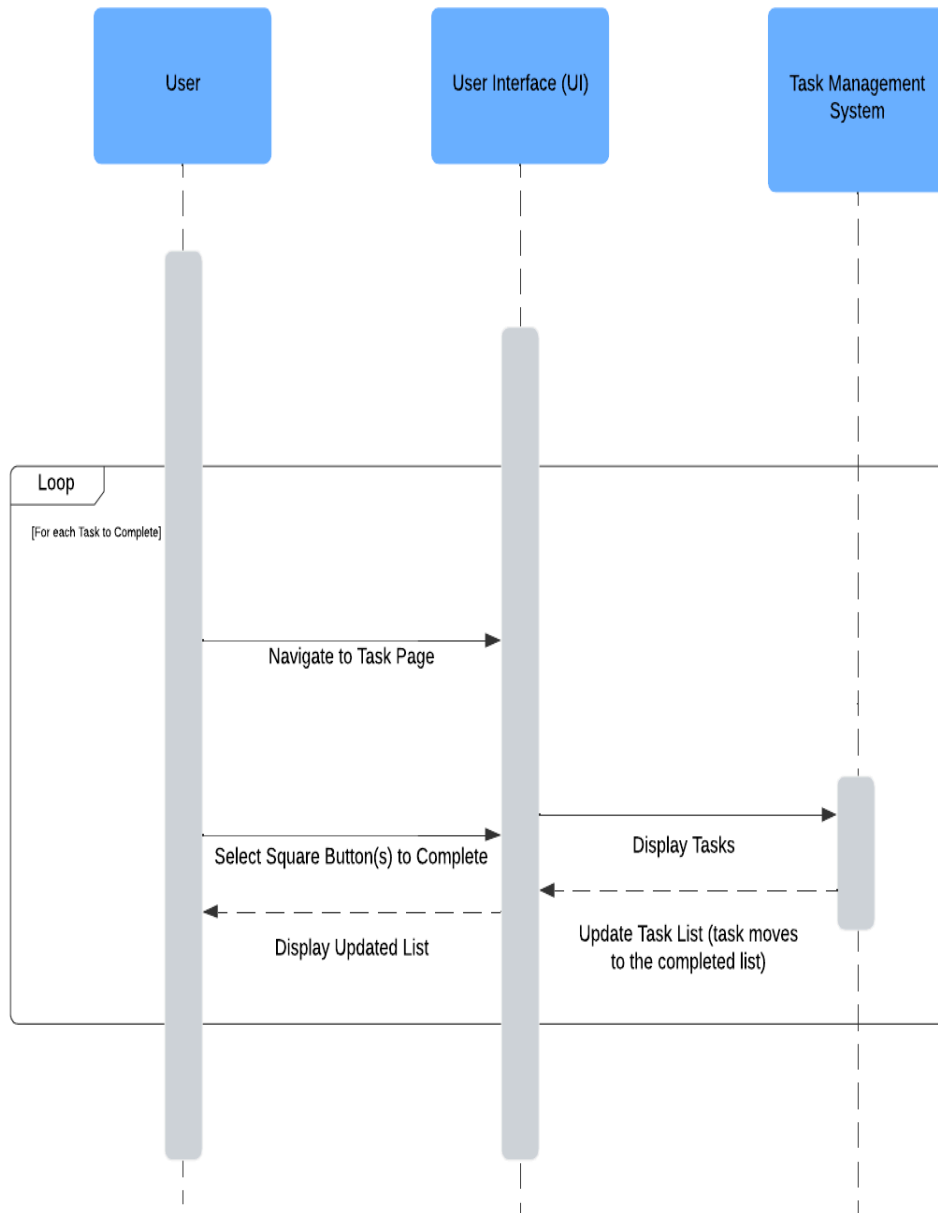 User
User Interface (UI)
Task Management
System
Loop
[For each Task to Complete]
Navigate to Task Page
Select Square Button(s) to Complete
Display Tasks
Display Updated List
Update Task List (task moves
to the completed list)